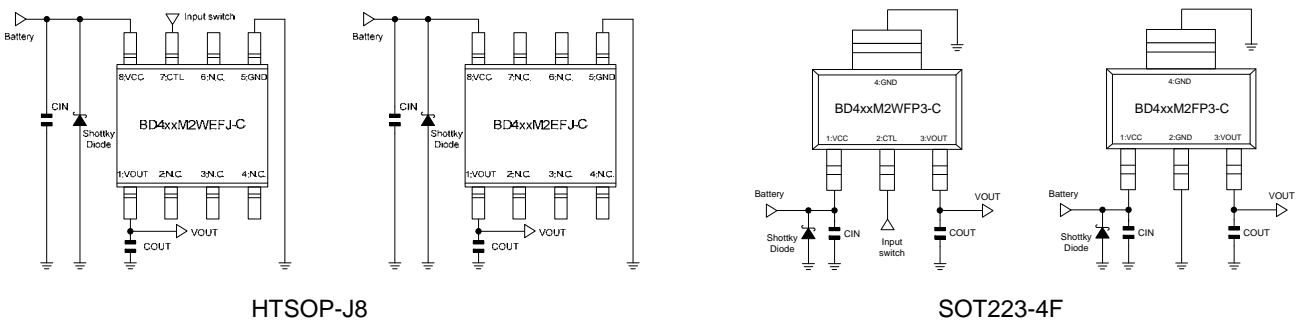 Battery
Input switch
8;VCC 7;CTL 6;N.C. 5;GND
CIN
Shottky
Diode
BD4xxM2WEFJ-C
1;VOUT 2;N.C. 3;N.C. 4;N.C.
VOUT
COUT
Battery
8;VCC 7;N.C. 6;N.C. 5;GND
CIN
Shottky
Diode
BD4xxM2EFJ-C
1;VOUT 2;N.C. 3;N.C. 4;N.C.
VOUT
COUT
HTSOP-J8
4:GND
BD4xxM2WFP3-C
1:VCC 2:CTL 3:VOUT
Battery
VOUT
Shottky
Diode
CIN
Input
switch
COUT
4:GND
BD4xxM2FP3-C
1:VCC 2:GND 3:VOUT
Battery
VOUT
Shottky
Diode
CIN
COUT
SOT223-4F